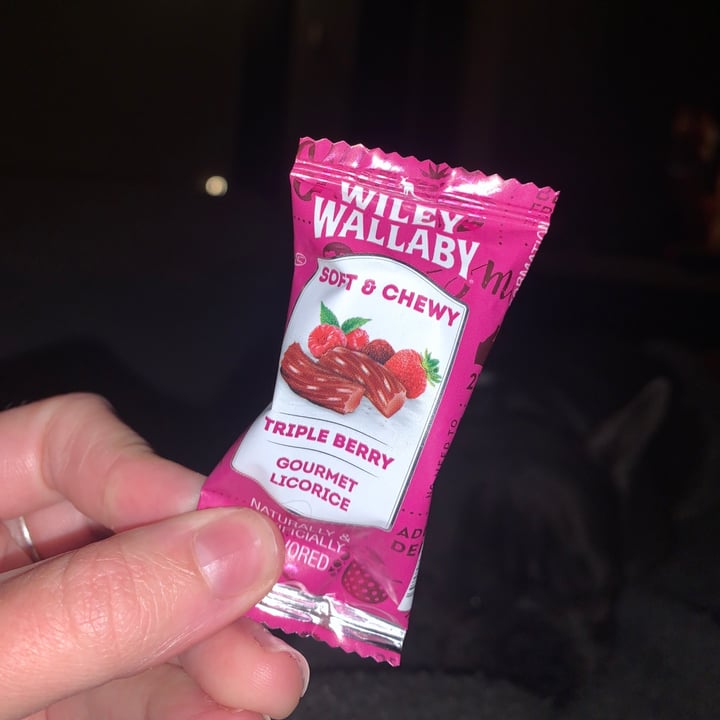 WILEY
WALLABY
SOFT & CHEWY
TRIPLE BERRY
GOURMET
LICORICE
NATURALLY &